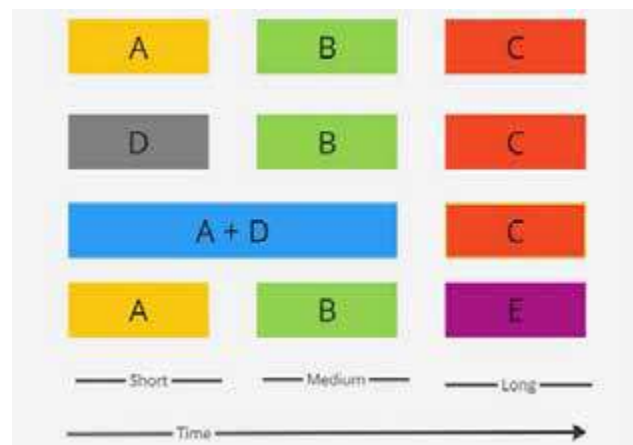 A B C
D B C
A + D C
A B E
Short Medium Long
Time